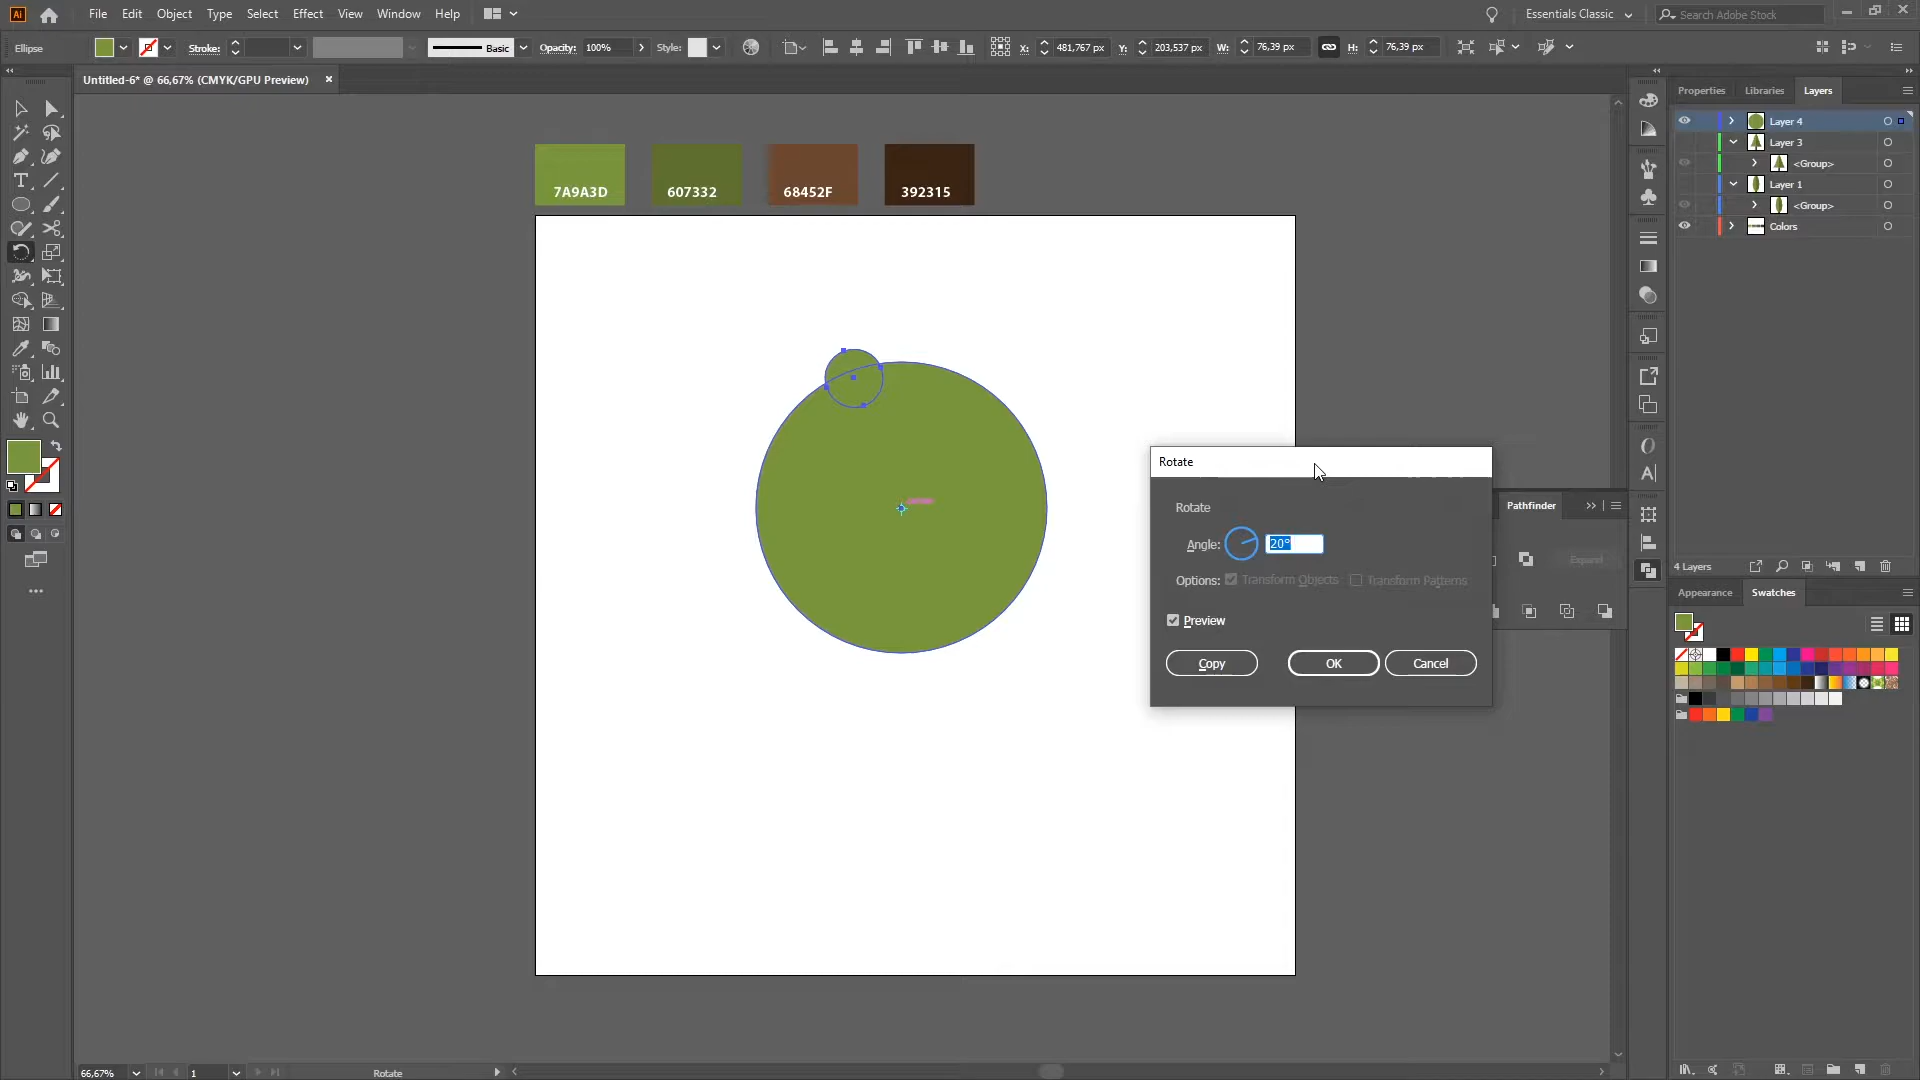 Ai File Edit Object Type Select Effect View Window Help Essentials Classic Search Adobe Stock
Ellipse Stroke: Basic Opacity: 100% Style: X: 481,767 px Y: 203,537 px W: 76,39 px H: 76,39 px
Untitled-6* @ 66,67% (CMYK/GPU Preview)
Properties Libraries Layers
Layer 4
Layer 3
<Group>
Layer 1
<Group>
Colors
7A9A3D 607332 68452F 392315
Rotate
Rotate
Angle: 20°
Options: Transform Objects Transform Patterns
Preview
Copy OK Cancel
Pathfinder
Expand
4 Layers
Appearance Swatches
66,67% 1 Rotate